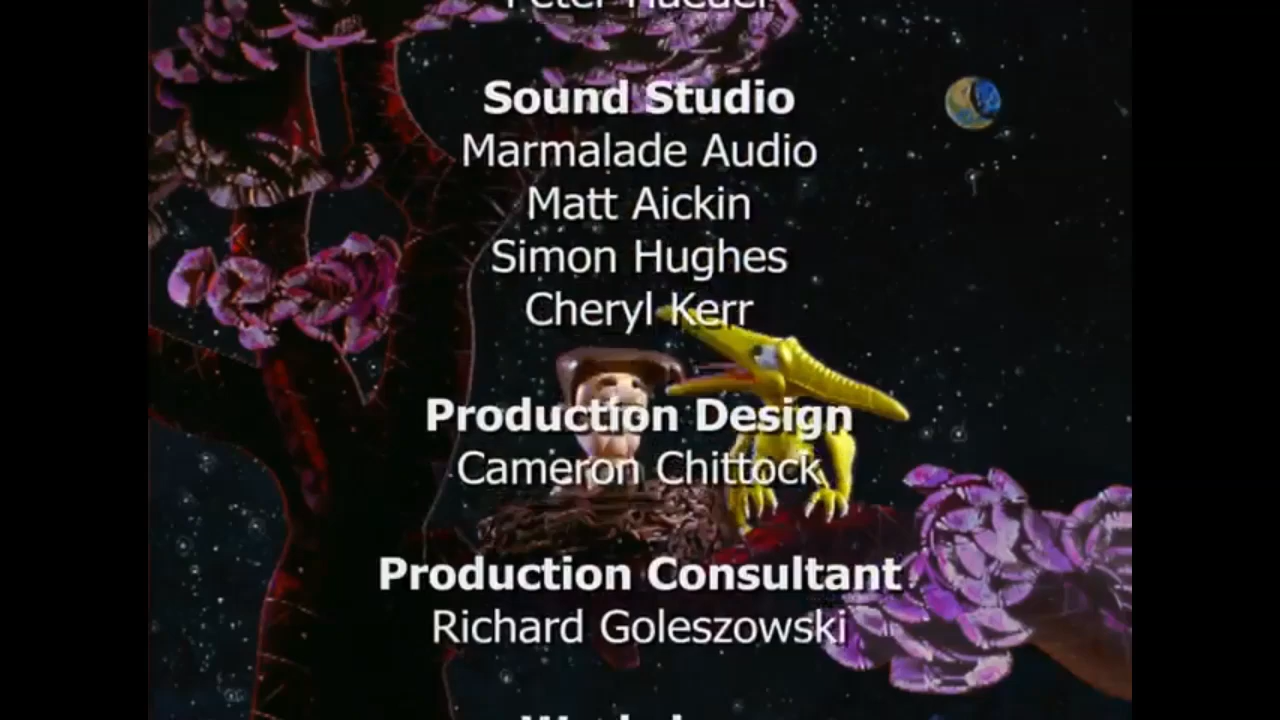 Sound Studio
Marmalade Audio
Matt Aickin
Simon Hughes
Cheryl Kerr
Production Design
Cameron Chittock
Production Consultant
Richard Goleszowski